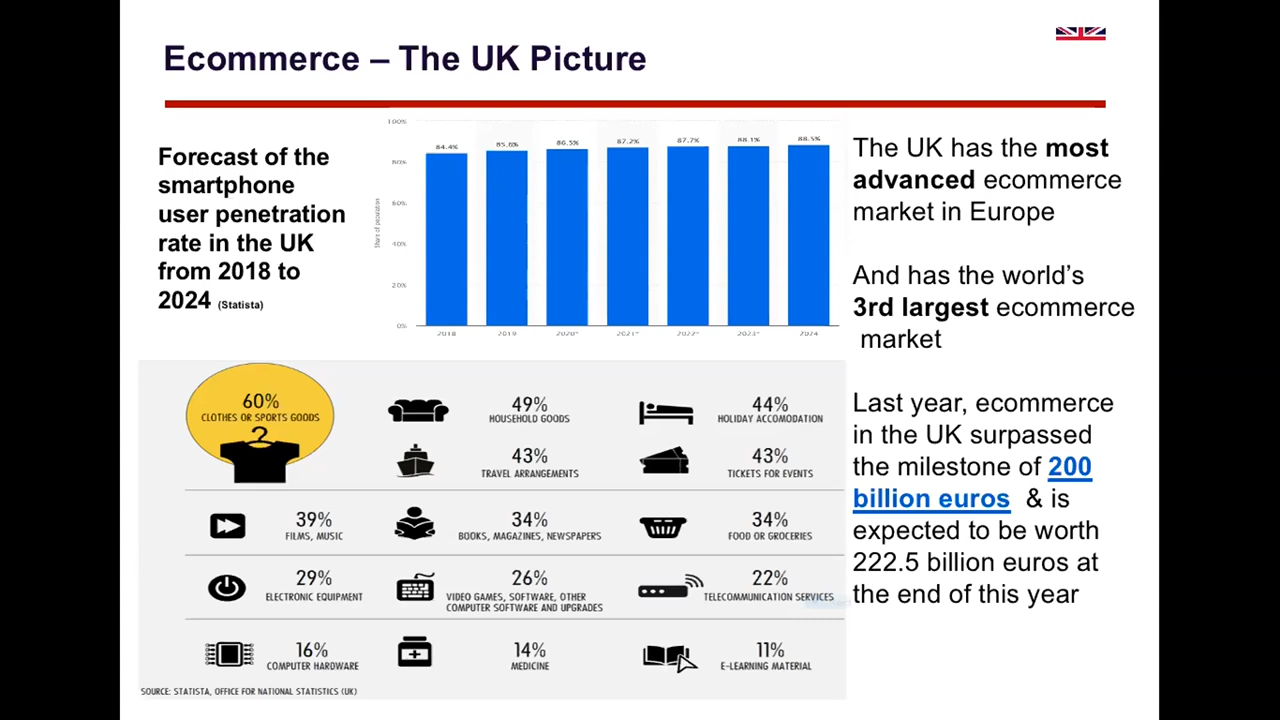 Ecommerce – The UK Picture
Forecast of the
smartphone
user penetration
rate in the UK
from 2018 to
2024 (Statista)
Share of population
100%
80%
60%
40%
20%
0%
84.4%
85.6%
86.5%
87.2%
87.7%
88.1%
88.5%
2018
2019
2020*
2021*
2022*
2023*
2024
The UK has the most
advanced ecommerce
market in Europe
And has the world’s
3rd largest ecommerce
market
Last year, ecommerce
in the UK surpassed
the milestone of 200
billion euros & is
expected to be worth
222.5 billion euros at
the end of this year
60%
CLOTHES OR SPORTS GOODS
49%
HOUSEHOLD GOODS
44%
HOLIDAY ACCOMODATION
43%
TRAVEL ARRANGEMENTS
43%
TICKETS FOR EVENTS
39%
FILMS, MUSIC
34%
BOOKS, MAGAZINES, NEWSPAPERS
34%
FOOD OR GROCERIES
29%
ELECTRONIC EQUIPMENT
26%
VIDEO GAMES, SOFTWARE, OTHER
COMPUTER SOFTWARE AND UPGRADES
22%
TELECOMMUNICATION SERVICES
16%
COMPUTER HARDWARE
14%
MEDICINE
11%
E-LEARNING MATERIAL
SOURCE: STATISTA, OFFICE FOR NATIONAL STATISTICS (UK)